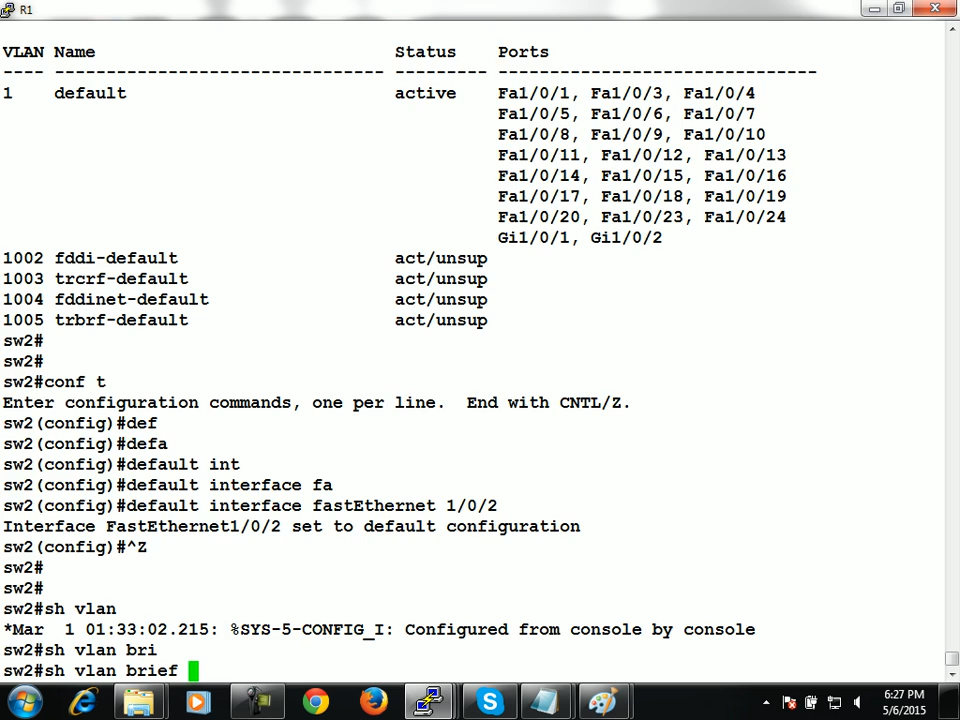 R1
VLAN Name                             Status    Ports
---- -------------------------------- --------- -------------------------------
1    default                          active    Fa1/0/1, Fa1/0/3, Fa1/0/4
                                                Fa1/0/5, Fa1/0/6, Fa1/0/7
                                                Fa1/0/8, Fa1/0/9, Fa1/0/10
                                                Fa1/0/11, Fa1/0/12, Fa1/0/13
                                                Fa1/0/14, Fa1/0/15, Fa1/0/16
                                                Fa1/0/17, Fa1/0/18, Fa1/0/19
                                                Fa1/0/20, Fa1/0/23, Fa1/0/24
                                                Gi1/0/1, Gi1/0/2
1002 fddi-default                     act/unsup
1003 trcrf-default                    act/unsup
1004 fddinet-default                  act/unsup
1005 trbrf-default                    act/unsup
sw2#
sw2#
sw2#conf t
Enter configuration commands, one per line.  End with CNTL/Z.
sw2(config)#def
sw2(config)#defa
sw2(config)#default int
sw2(config)#default interface fa
sw2(config)#default interface fastEthernet 1/0/2
Interface FastEthernet1/0/2 set to default configuration
sw2(config)#^Z
sw2#
sw2#
sw2#sh vlan
*Mar  1 01:33:02.215: %SYS-5-CONFIG_I: Configured from console by console
sw2#sh vlan bri
sw2#sh vlan brief
6:27 PM
5/6/2015